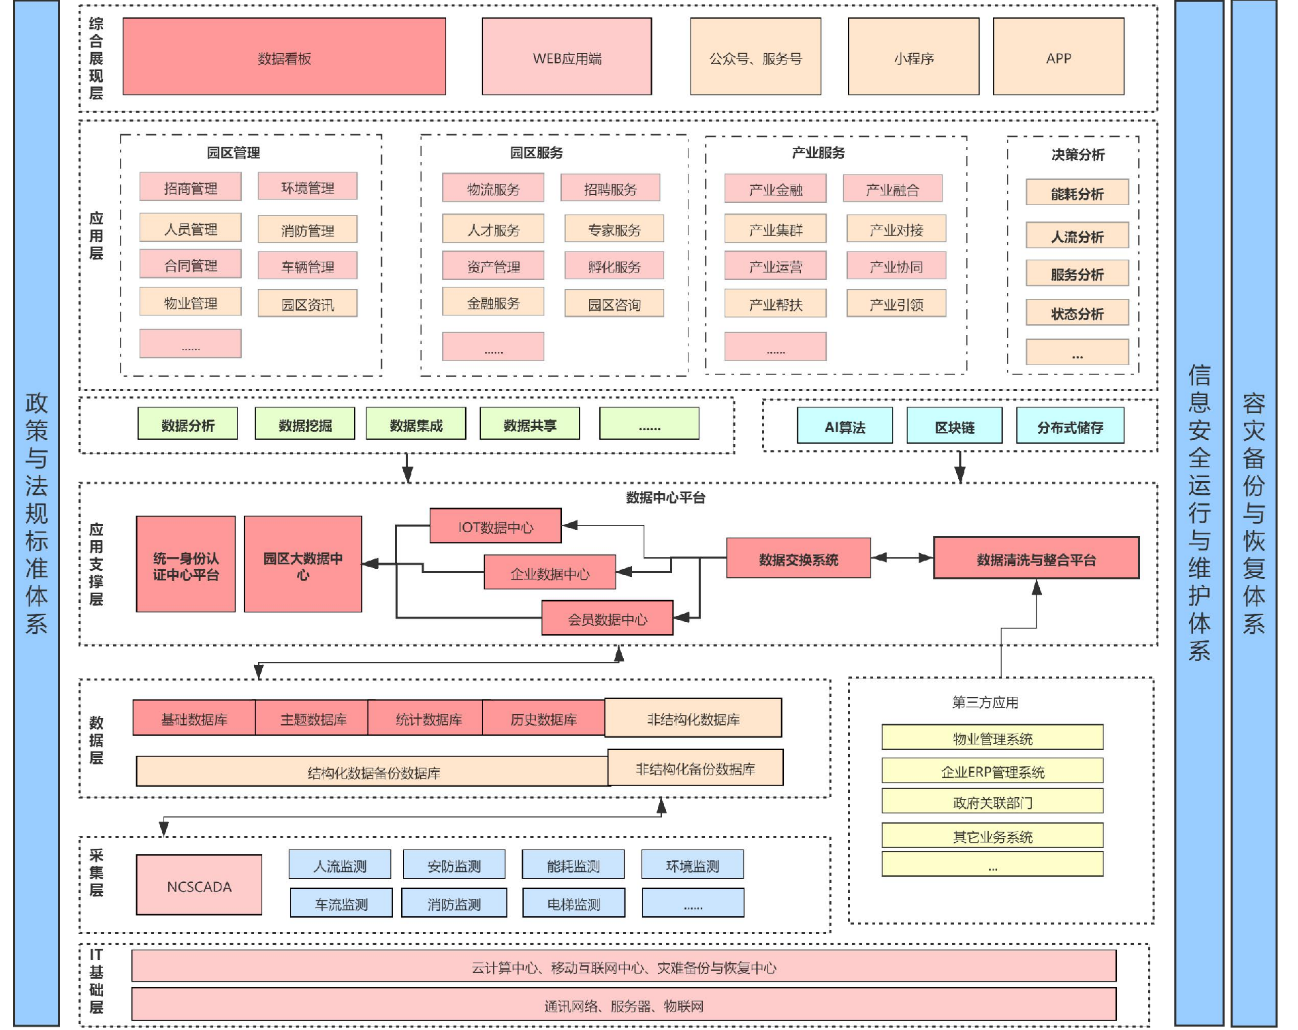 政策与法规标准体系
综合展现层
数据看板
WEB应用端
公众号、服务号
小程序
APP
应用层
园区管理
招商管理
环境管理
人员管理
消防管理
合同管理
车辆管理
物业管理
园区资讯
......
园区服务
物流服务
招聘服务
人才服务
专家服务
资产管理
孵化服务
金融服务
园区咨询
......
产业服务
产业金融
产业融合
产业集群
产业对接
产业运营
产业协同
产业帮扶
产业引领
......
决策分析
能耗分析
人流分析
服务分析
状态分析
...
数据分析
数据挖掘
数据集成
数据共享
......
AI算法
区块链
分布式储存
应用支撑层
数据中心平台
统一身份认
证中心平台
园区大数据中
心
IOT数据中心
企业数据中心
会员数据中心
数据交换系统
数据清洗与整合平台
数据层
基础数据库
主题数据库
统计数据库
历史数据库
非结构化数据库
结构化数据备份数据库
非结构化备份数据库
第三方应用
物业管理系统
企业ERP管理系统
政府关联部门
其它业务系统
...
采集层
NCSCADA
人流监测
安防监测
能耗监测
环境监测
车流监测
消防监测
电梯监测
......
IT基础层
云计算中心、移动互联网中心、灾难备份与恢复中心
通讯网络、服务器、物联网
信息安全运行与维护体系
容灾备份与恢复体系